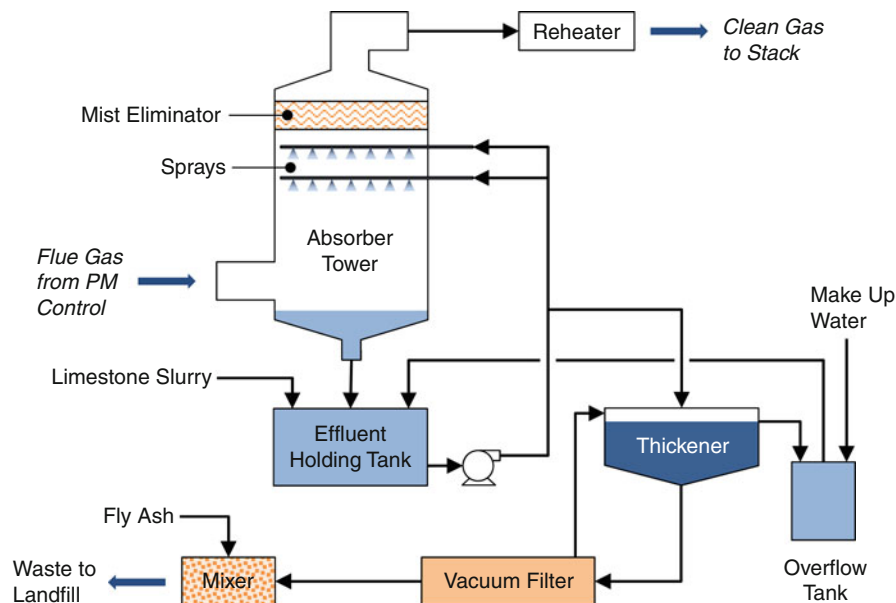 Reheater
Clean Gas
to Stack
Mist Eliminator
Sprays
Absorber
Tower
Flue Gas
from PM
Control
Make Up
Water
Limestone Slurry
Effluent
Holding Tank
Thickener
Fly Ash
Waste to
Landfill
Mixer
Vacuum Filter
Overflow
Tank